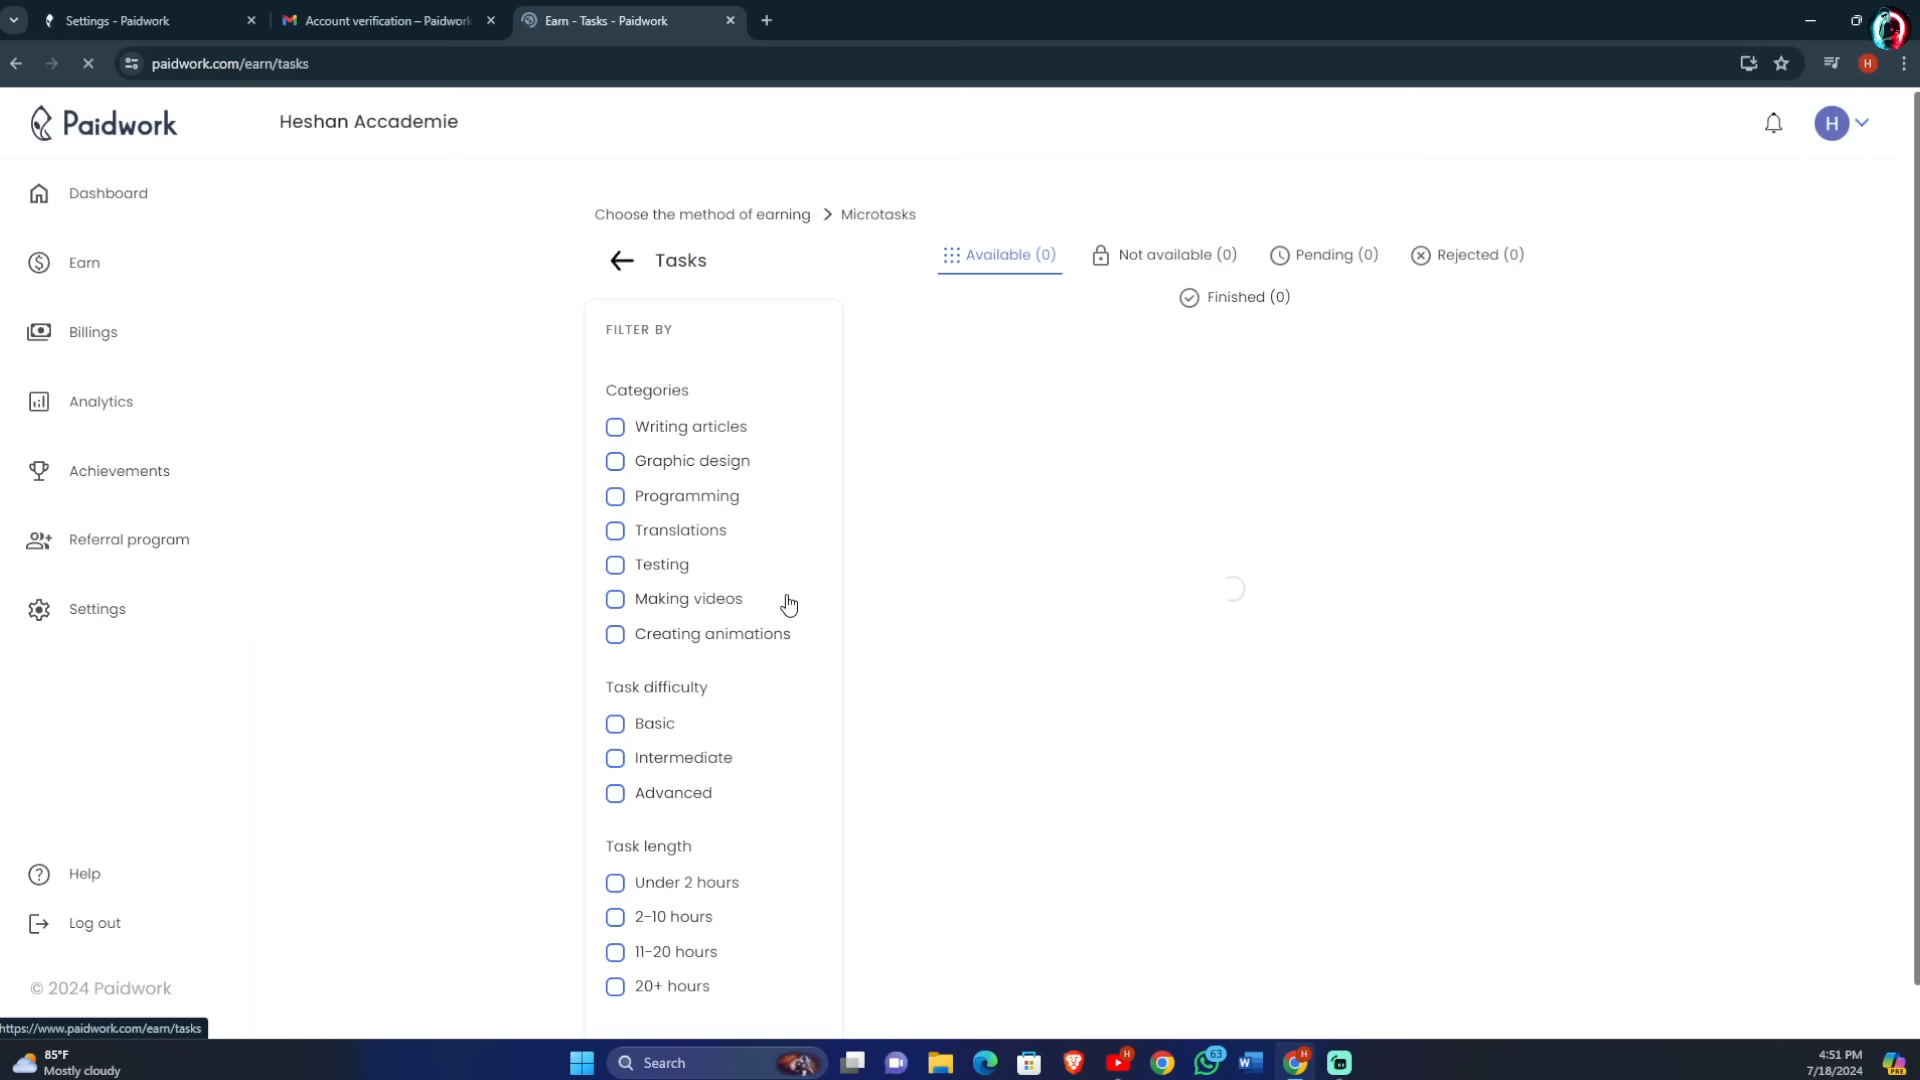 Settings - Paidwork
Account verification – Paidwork
Earn - Tasks - Paidwork
paidwork.com/earn/tasks
H
Paidwork
Heshan Accademie
H
Dashboard
Earn
Billings
Analytics
Achievements
Referral program
Settings
Help
Log out
© 2024 Paidwork
Choose the method of earning > Microtasks
Tasks
Available (0)
Not available (0)
Pending (0)
Rejected (0)
Finished (0)
FILTER BY
Categories
Writing articles
Graphic design
Programming
Translations
Testing
Making videos
Creating animations
Task difficulty
Basic
Intermediate
Advanced
Task length
Under 2 hours
2-10 hours
11-20 hours
20+ hours
https://www.paidwork.com/earn/tasks
85°F
Mostly cloudy
Search
H
63
W
H
4:51 PM
7/18/2024
PRE